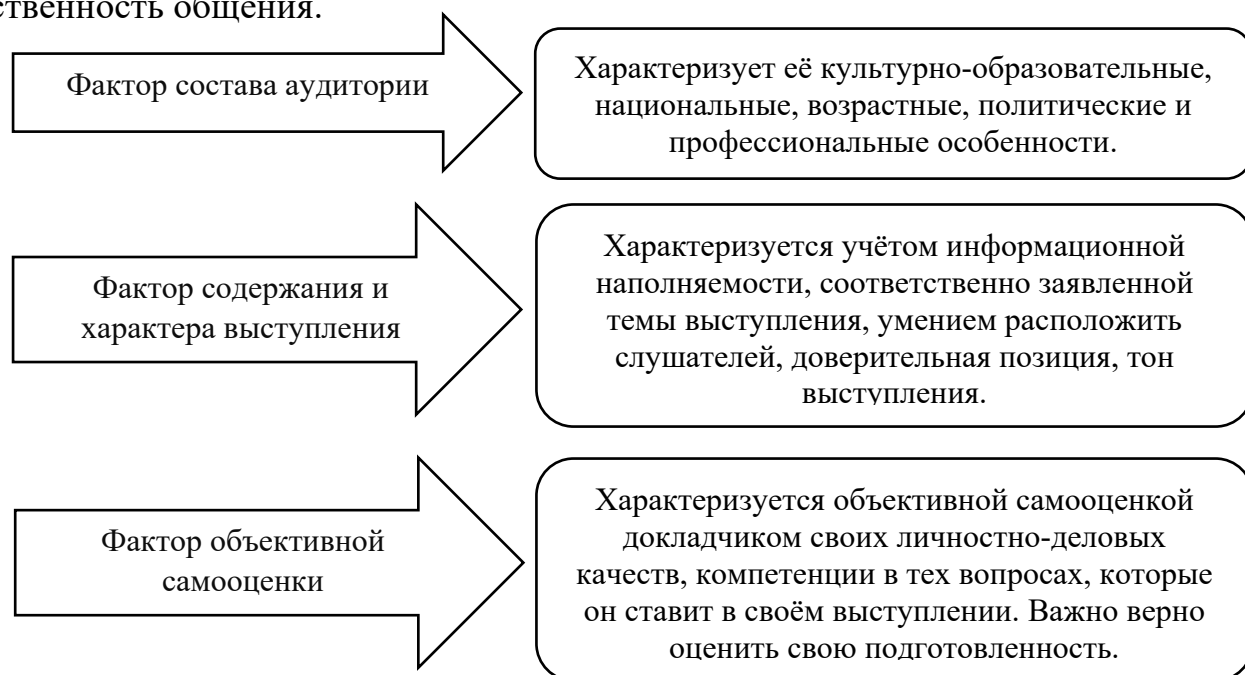 общения.
Фактор состава аудитории
Характеризует её культурно-образовательные,
национальные, возрастные, политические и
профессиональные особенности.
Фактор содержания и
характера выступления
Характеризуется учётом информационной
наполняемости, соответственно заявленной
темы выступления, умением расположить
слушателей, доверительная позиция, тон
выступления.
Фактор объективной
самооценки
Характеризуется объективной самооценкой
докладчиком своих личностно-деловых
качеств, компетенции в тех вопросах, которые
он ставит в своём выступлении. Важно верно
оценить свою подготовленность.